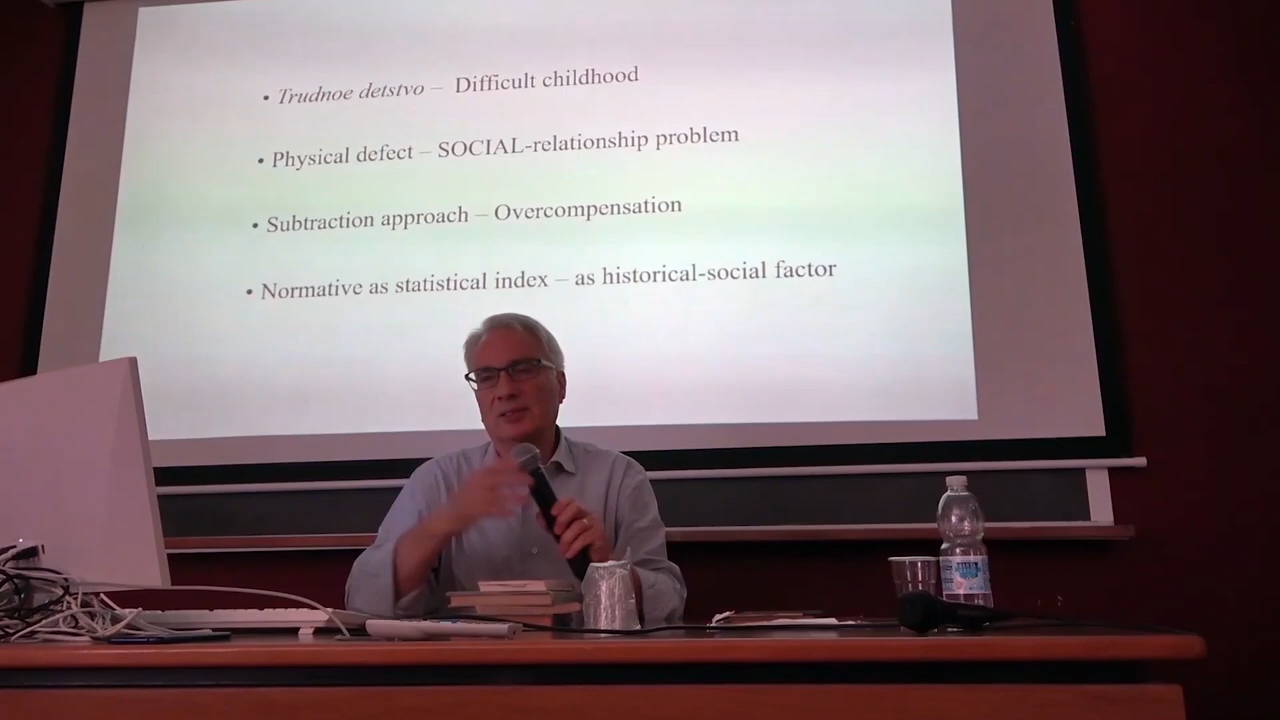 • Trudnoe detstvo – Difficult childhood
• Physical defect – SOCIAL-relationship problem
• Subtraction approach – Overcompensation
• Normative as statistical index – as historical-social factor